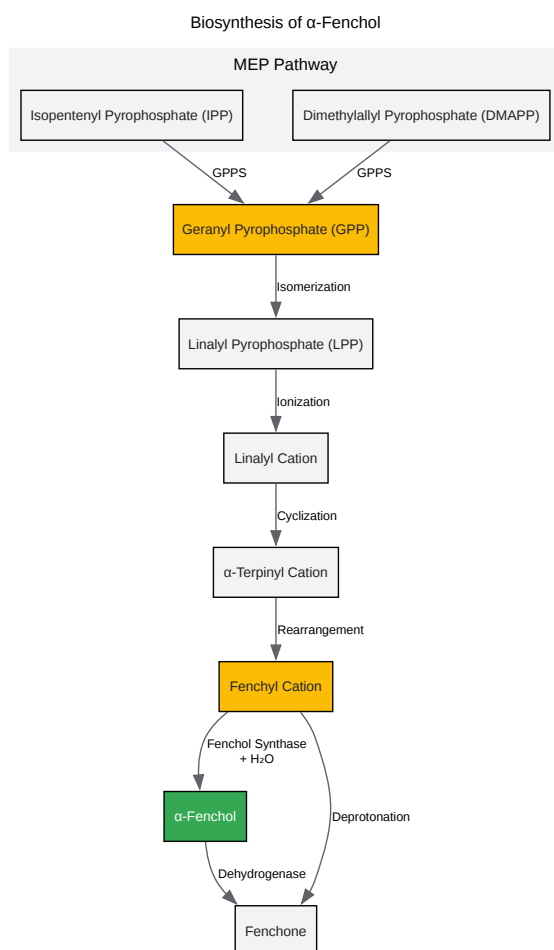 Biosynthesis of α-Fenchol
MEP Pathway
Isopentenyl Pyrophosphate (IPP)
Dimethylallyl Pyrophosphate (DMAPP)
GPPS
GPPS
Geranyl Pyrophosphate (GPP)
Isomerization
Linalyl Pyrophosphate (LPP)
Ionization
Linalyl Cation
Cyclization
α-Terpinyl Cation
Rearrangement
Fenchyl Cation
Fenchol Synthase
+ H₂O
α-Fenchol
Deprotonation
Dehydrogenase
Fenchone